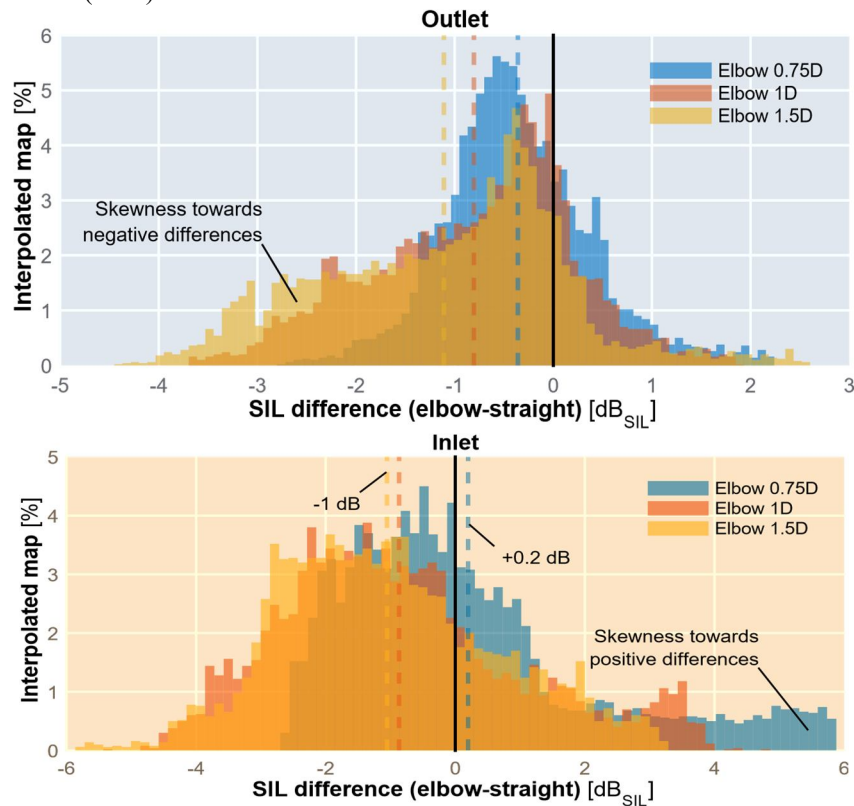 Outlet
Interpolated map [%]
6
5
4
3
2
1
0
Elbow 0.75D
Elbow 1D
Elbow 1.5D
Skewness towards
negative differences
-5 -4 -3 -2 -1 0 1 2 3
SIL difference (elbow-straight) [dB_SIL]
Inlet
Interpolated map [%]
5
4
3
2
1
0
-1 dB
+0.2 dB
Elbow 0.75D
Elbow 1D
Elbow 1.5D
Skewness towards
positive differences
-6 -4 -2 0 2 4 6
SIL difference (elbow-straight) [dB_SIL]